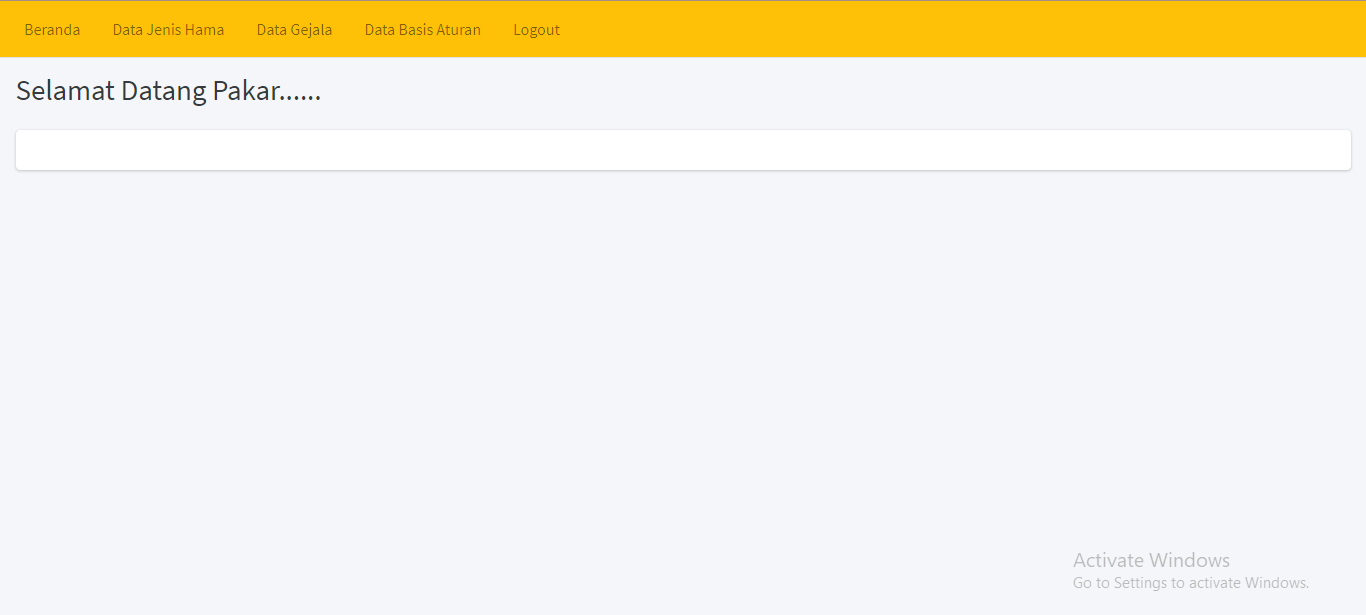 Beranda Data Jenis Hama Data Gejala Data Basis Aturan Logout
Selamat Datang Pakar......
Activate Windows
Go to Settings to activate Windows.